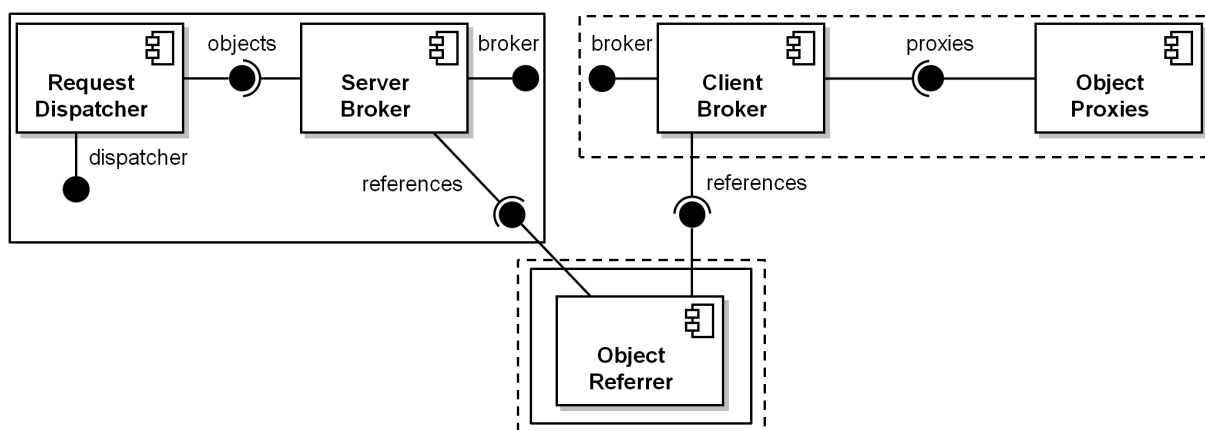 objects
broker
broker
proxies
Request
Dispatcher
Server
Broker
Client
Broker
Object
Proxies
dispatcher
references
references
Object
Referrer